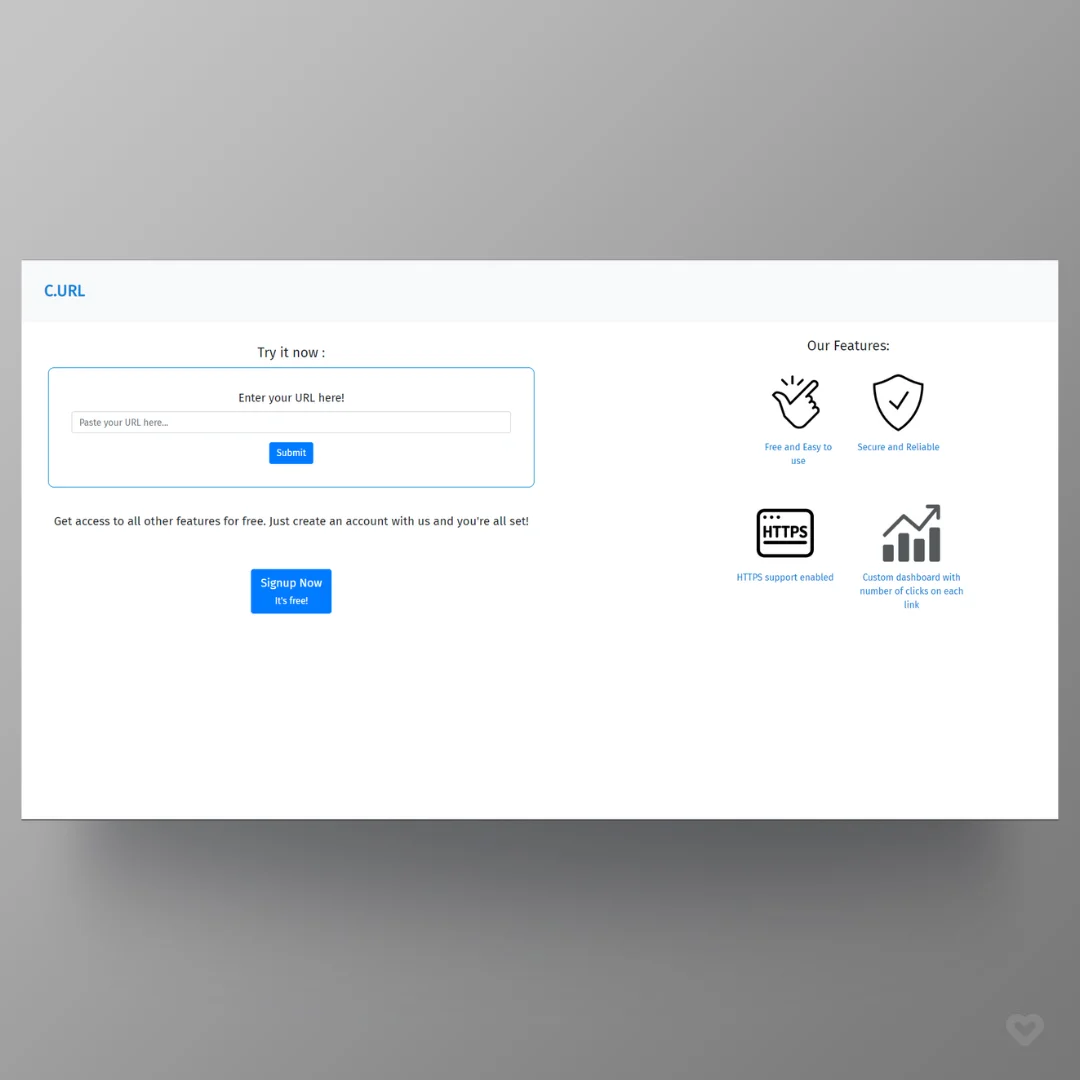 C.URL
Try it now :
Enter your URL here!
Paste your URL here...
Submit
Get access to all other features for free. Just create an account with us and you're all set!
Signup Now
It's free!
Our Features:
Free and Easy to
use
Secure and Reliable
HTTPS
HTTPS support enabled
Custom dashboard with
number of clicks on each
link